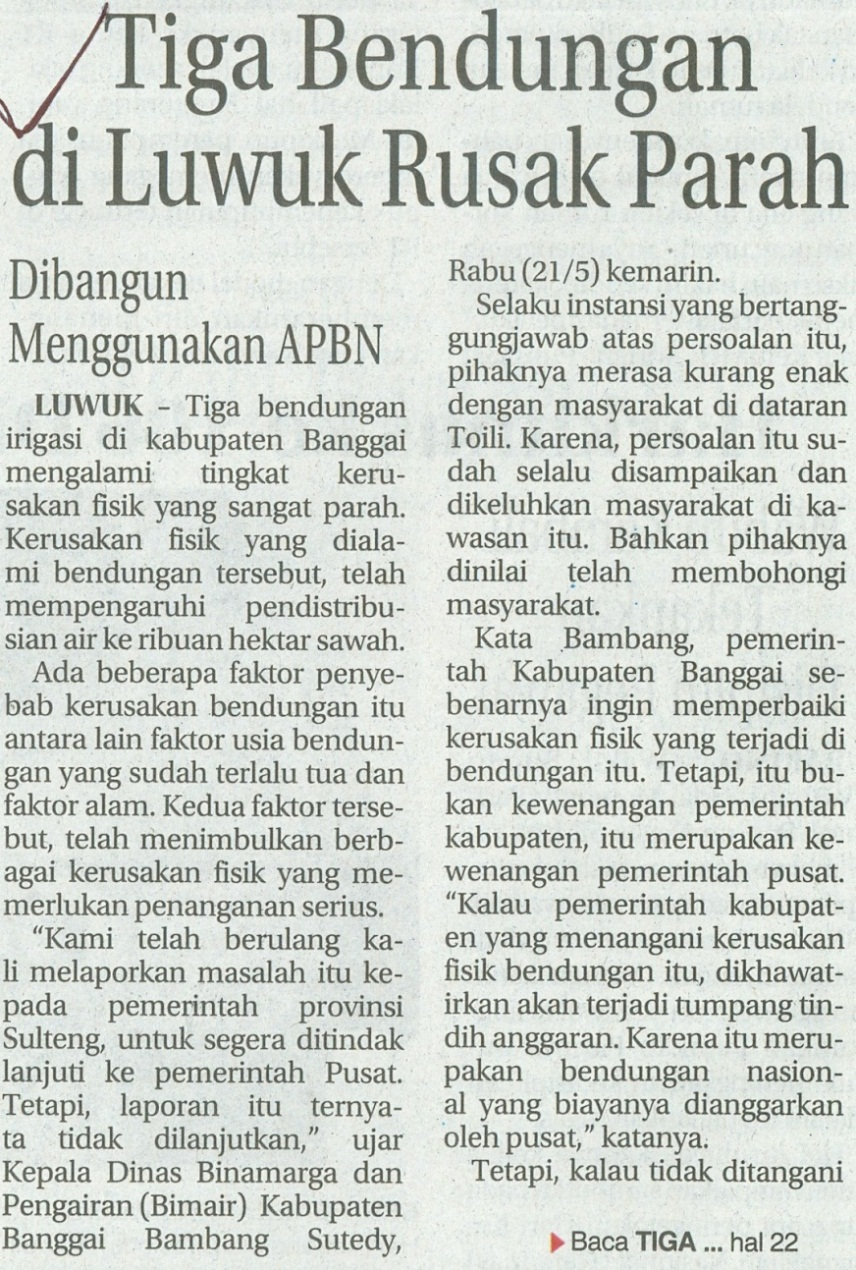 Tiga Bendungan
di Luwuk Rusak Parah
Dibangun
Menggunakan APBN
LUWUK – Tiga bendungan
irigasi di kabupaten Banggai
mengalami tingkat keru-
sakan fisik yang sangat parah.
Kerusakan fisik yang diala-
mi bendungan tersebut, telah
mempengaruhi pendistribu-
sian air ke ribuan hektar sawah.
Ada beberapa faktor penye-
bab kerusakan bendungan itu
antara lain faktor usia bendun-
gan yang sudah terlalu tua dan
faktor alam. Kedua faktor terse-
but, telah menimbulkan berb-
agai kerusakan fisik yang me-
merlukan penanganan serius.
“Kami telah berulang ka-
li melaporkan masalah itu ke-
pada pemerintah provinsi
Sulteng, untuk segera ditindak
lanjuti ke pemerintah Pusat.
Tetapi, laporan itu ternya-
ta tidak dilanjutkan,” ujar
Kepala Dinas Binamarga dan
Pengairan (Bimair) Kabupaten
Banggai Bambang Sutedy,
Rabu (21/5) kemarin.
Selaku instansi yang bertang-
gungjawab atas persoalan itu,
pihaknya merasa kurang enak
dengan masyarakat di dataran
Toili. Karena, persoalan itu su-
dah selalu disampaikan dan
dikeluhkan masyarakat di ka-
wasan itu. Bahkan pihaknya
dinilai telah membohongi
masyarakat.
Kata Bambang, pemerin-
tah Kabupaten Banggai se-
benarnya ingin memperbaiki
kerusakan fisik yang terjadi di
bendungan itu. Tetapi, itu bu-
kan kewenangan pemerintah
kabupaten, itu merupakan ke-
wenangan pemerintah pusat.
“Kalau pemerintah kabupat-
en yang menangani kerusakan
fisik bendungan itu, dikhawat-
irkan akan terjadi tumpang tin-
dih anggaran. Karena itu meru-
pakan bendungan nasion-
al yang biayanya dianggarkan
oleh pusat,” katanya.
Tetapi, kalau tidak ditangani
Baca TIGA ... hal 22